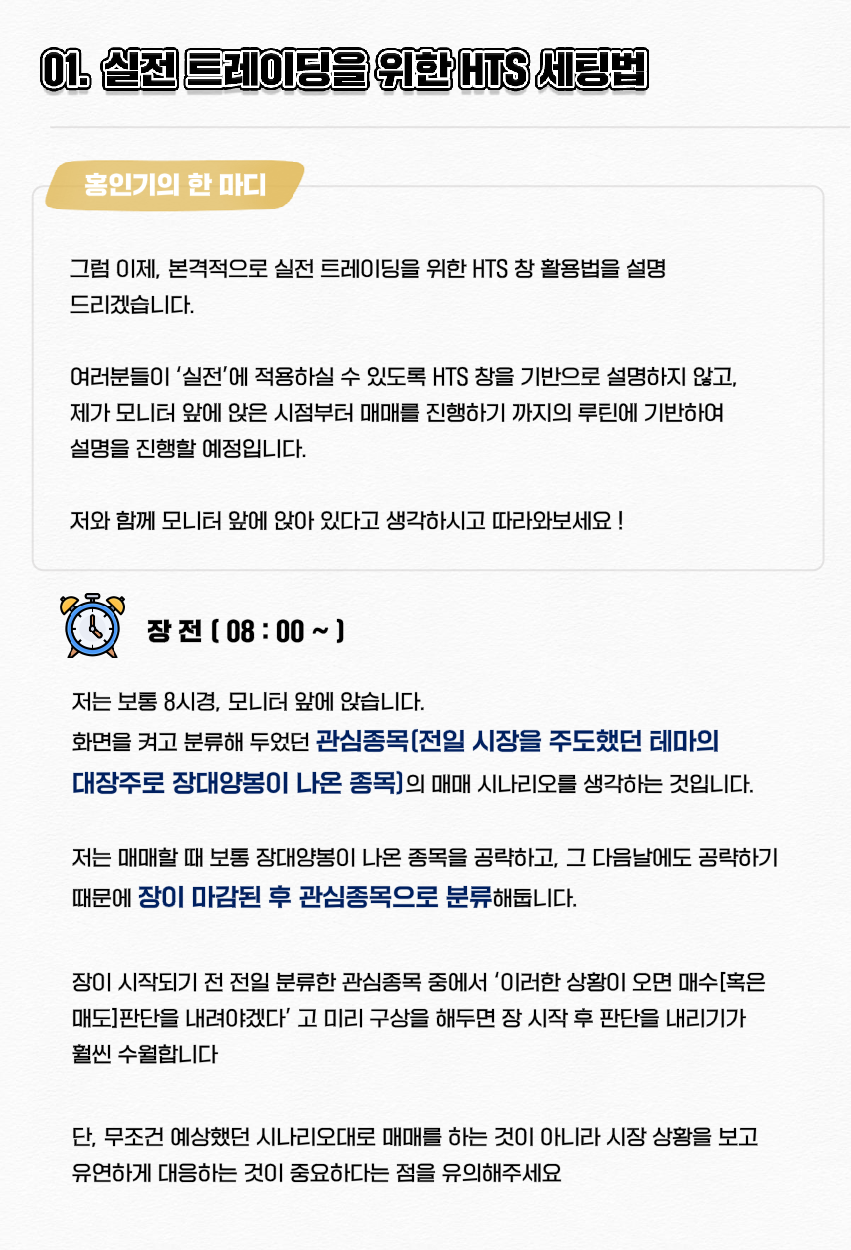 01. 실전 트레이딩을 위한 HTS 세팅법
홍인기의 한 마디
그럼 이제, 본격적으로 실전 트레이딩을 위한 HTS 창 활용법을 설명
드리겠습니다.
여러분들이 ‘실전’에 적용하실 수 있도록 HTS 창을 기반으로 설명하지 않고,
제가 모니터 앞에 앉은 시점부터 매매를 진행하기 까지의 루틴에 기반하여
설명을 진행할 예정입니다.
저와 함께 모니터 앞에 앉아 있다고 생각하시고 따라와보세요 !
장 전 ( 08 : 00 ~ )
저는 보통 8시경, 모니터 앞에 앉습니다.
화면을 켜고 분류해 두었던 관심종목(전일 시장을 주도했던 테마의
대장주로 장대양봉이 나온 종목)의 매매 시나리오를 생각하는 것입니다.
저는 매매할 때 보통 장대양봉이 나온 종목을 공략하고, 그 다음날에도 공략하기
때문에 장이 마감된 후 관심종목으로 분류해둡니다.
장이 시작되기 전 전일 분류한 관심종목 중에서 ‘이러한 상황이 오면 매수[혹은
매도]판단을 내려야겠다’ 고 미리 구상을 해두면 장 시작 후 판단을 내리기가
훨씬 수월합니다
단, 무조건 예상했던 시나리오대로 매매를 하는 것이 아니라 시장 상황을 보고
유연하게 대응하는 것이 중요하다는 점을 유의해주세요